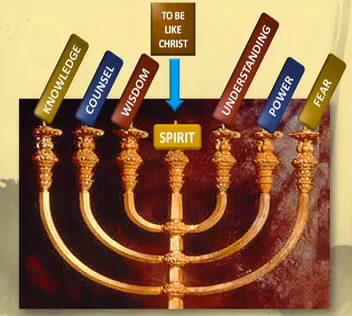 TO BE
LIKE
CHRIST
KNOWLEDGE
COUNSEL
WISDOM
SPIRIT
UNDERSTANDING
POWER
FEAR